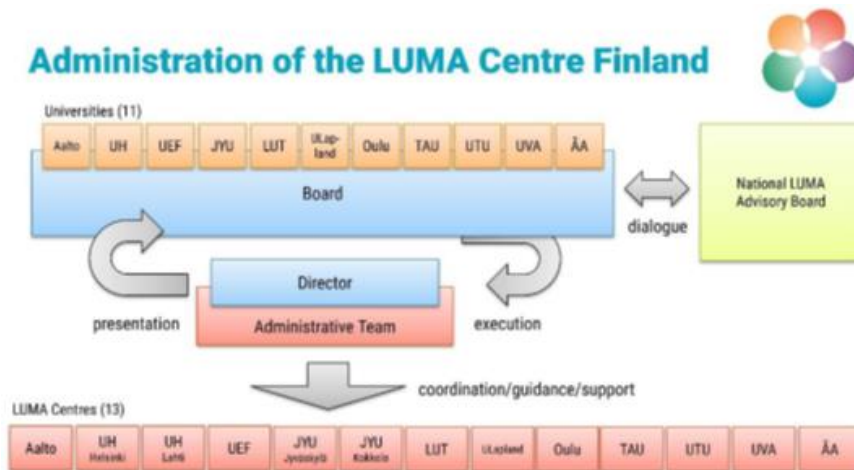 Administration of the LUMA Centre Finland
Universities (11)
Aalto
UH
UEF
JYU
LUT
ULap-
land
Oulu
TAU
UTU
UVA
ÅA
Board
National LUMA
Advisory Board
dialogue
Director
presentation
Administrative Team
execution
coordination/guidance/support
LUMA Centres (13)
Aalto
UH
Helsinki
UH
Lahti
UEF
JYU
Jyväskylä
JYU
Kokkola
LUT
ULapland
Oulu
TAU
UTU
UVA
ÅA